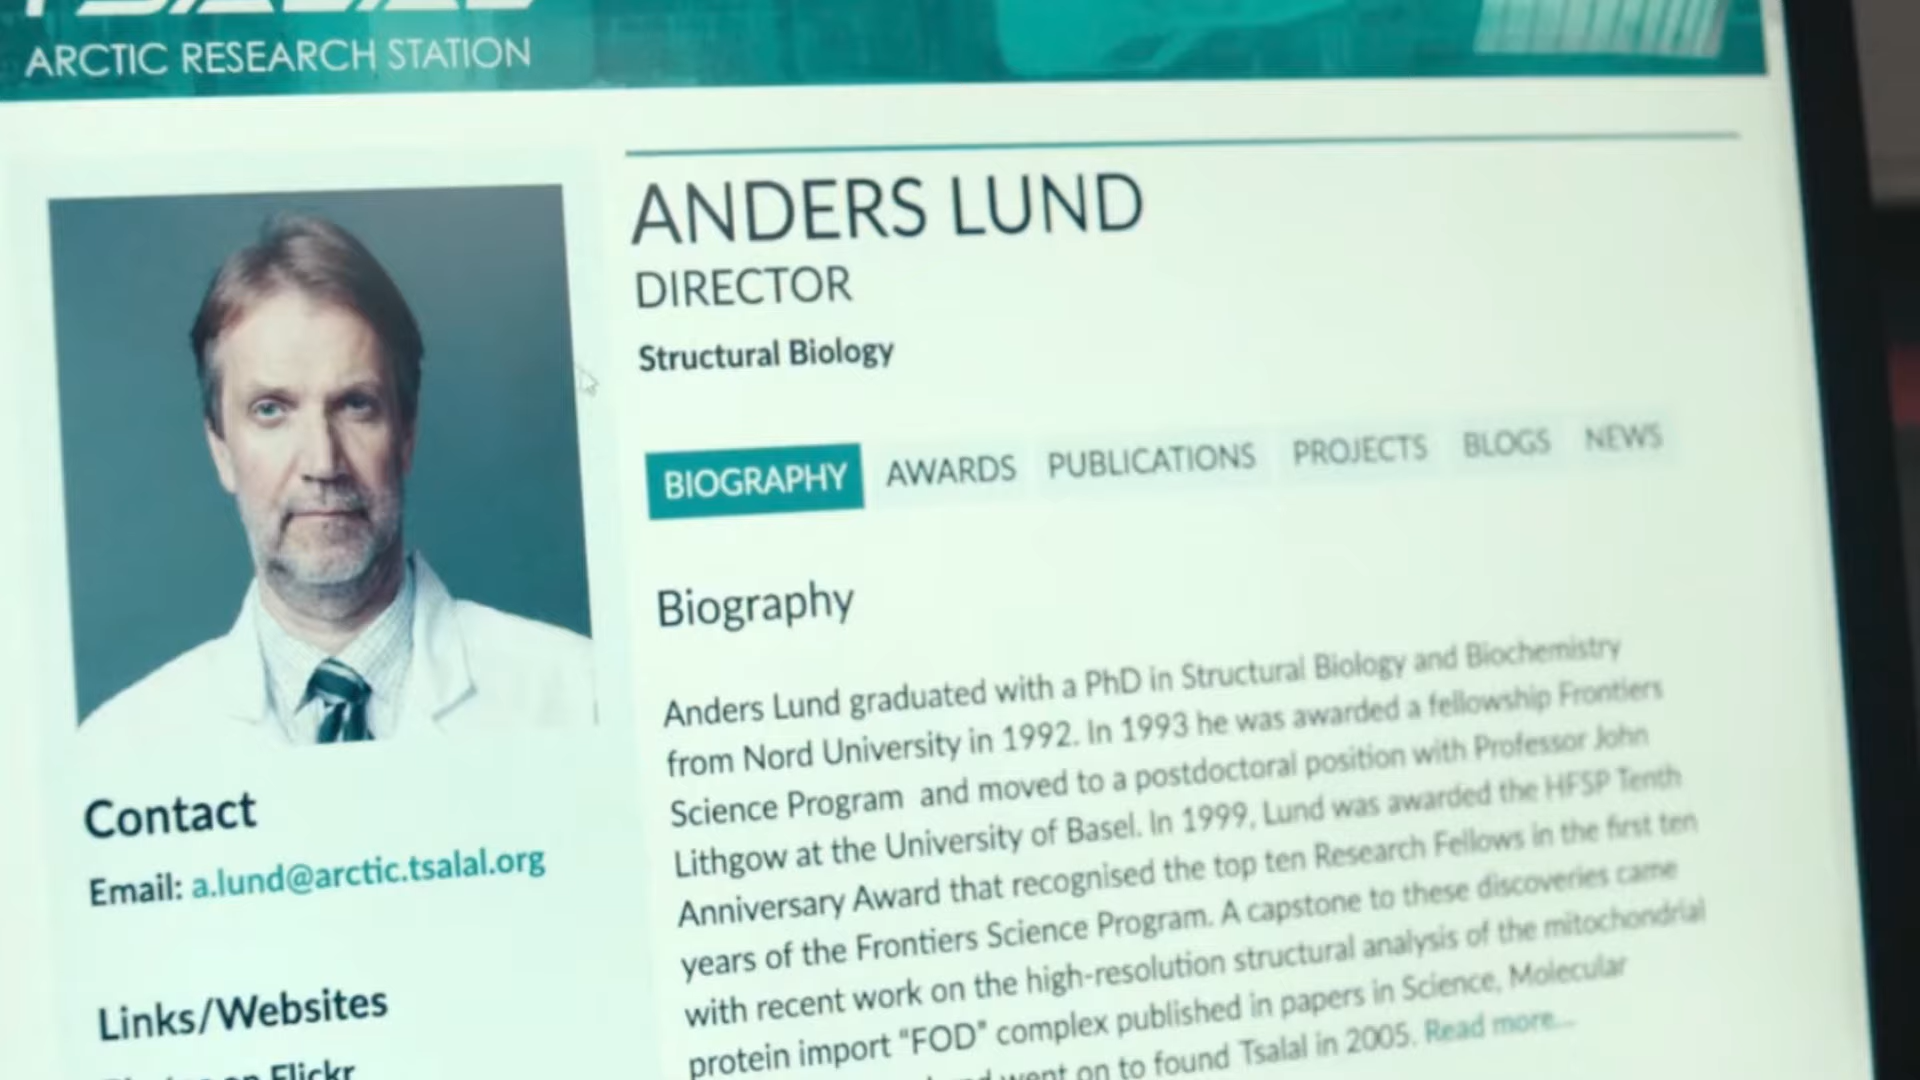 ARCTIC RESEARCH STATION
ANDERS LUND
DIRECTOR
Structural Biology
BIOGRAPHY AWARDS PUBLICATIONS PROJECTS BLOGS NEWS
Biography
Anders Lund graduated with a PhD in Structural Biology and Biochemistry
from Nord University in 1992. In 1993 he was awarded a fellowship Frontiers
Science Program and moved to a postdoctoral position with Professor John
Lithgow at the University of Basel. In 1999, Lund was awarded the HFSP Tenth
Anniversary Award that recognised the top ten Research Fellows in the first ten
years of the Frontiers Science Program. A capstone to these discoveries came
with recent work on the high-resolution structural analysis of the mitochondrial
protein import “FOD” complex published in papers in Science, Molecular
went on to found Tsalal in 2005. Read more...
Contact
Email: a.lund@arctic.tsalal.org
Links/Websites
on Flickr